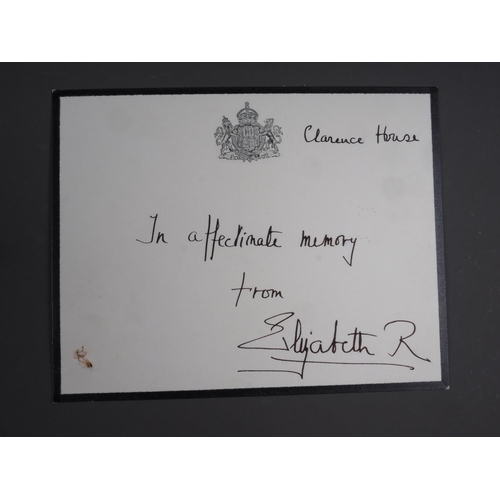 Clarence House
In affectionate memory
from
Elizabeth R